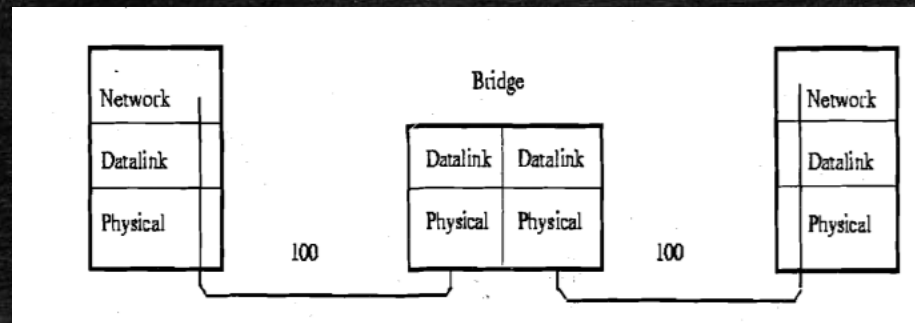 Bridge
Network
Datalink
Physical
100
Datalink Datalink
Physical Physical
100
Network
Datalink
Physical